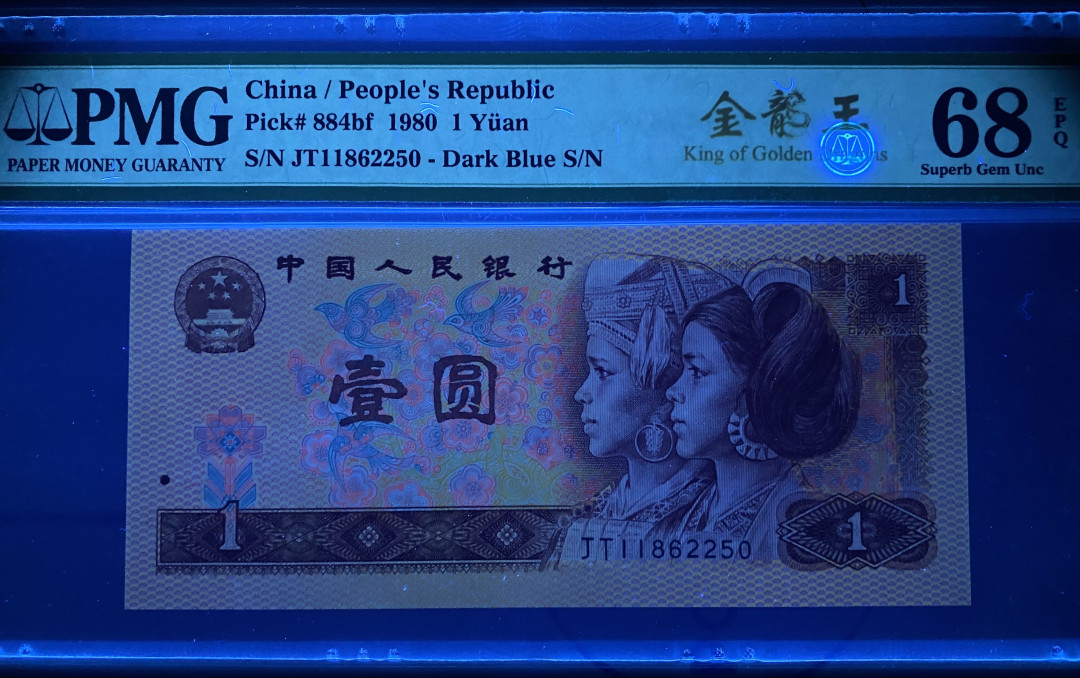 PMG
PAPER MONEY GUARANTY
China / People's Republic
Pick# 884bf 1980 1 Yüan
S/N JT11862250 - Dark Blue S/N
金龍王
King of Golden
68
EPQ
Superb Gem Unc
中国人民银行
1
壹圆
1
JT11862250
1